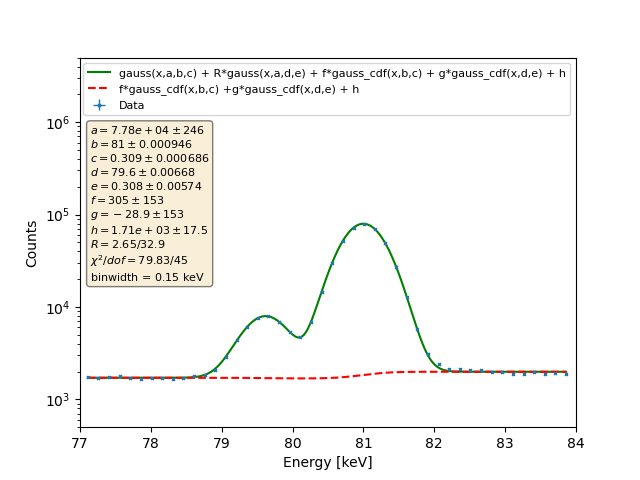 gauss(x,a,b,c) + R*gauss(x,a,d,e) + f*gauss_cdf(x,b,c) + g*gauss_cdf(x,d,e) + h
f*gauss_cdf(x,b,c) +g*gauss_cdf(x,d,e) + h
Data
a = 7.78e + 04 ± 246
b = 81 ± 0.000946
c = 0.309 ± 0.000686
d = 79.6 ± 0.00668
e = 0.308 ± 0.00574
f = 305 ± 153
g = − 28.9 ± 153
h = 1.71e + 03 ± 17.5
R = 2.65/32.9
χ²/dof = 79.83/45
binwidth = 0.15 keV
10⁶
10⁵
10⁴
10³
Counts
77 78 79 80 81 82 83 84
Energy [keV]